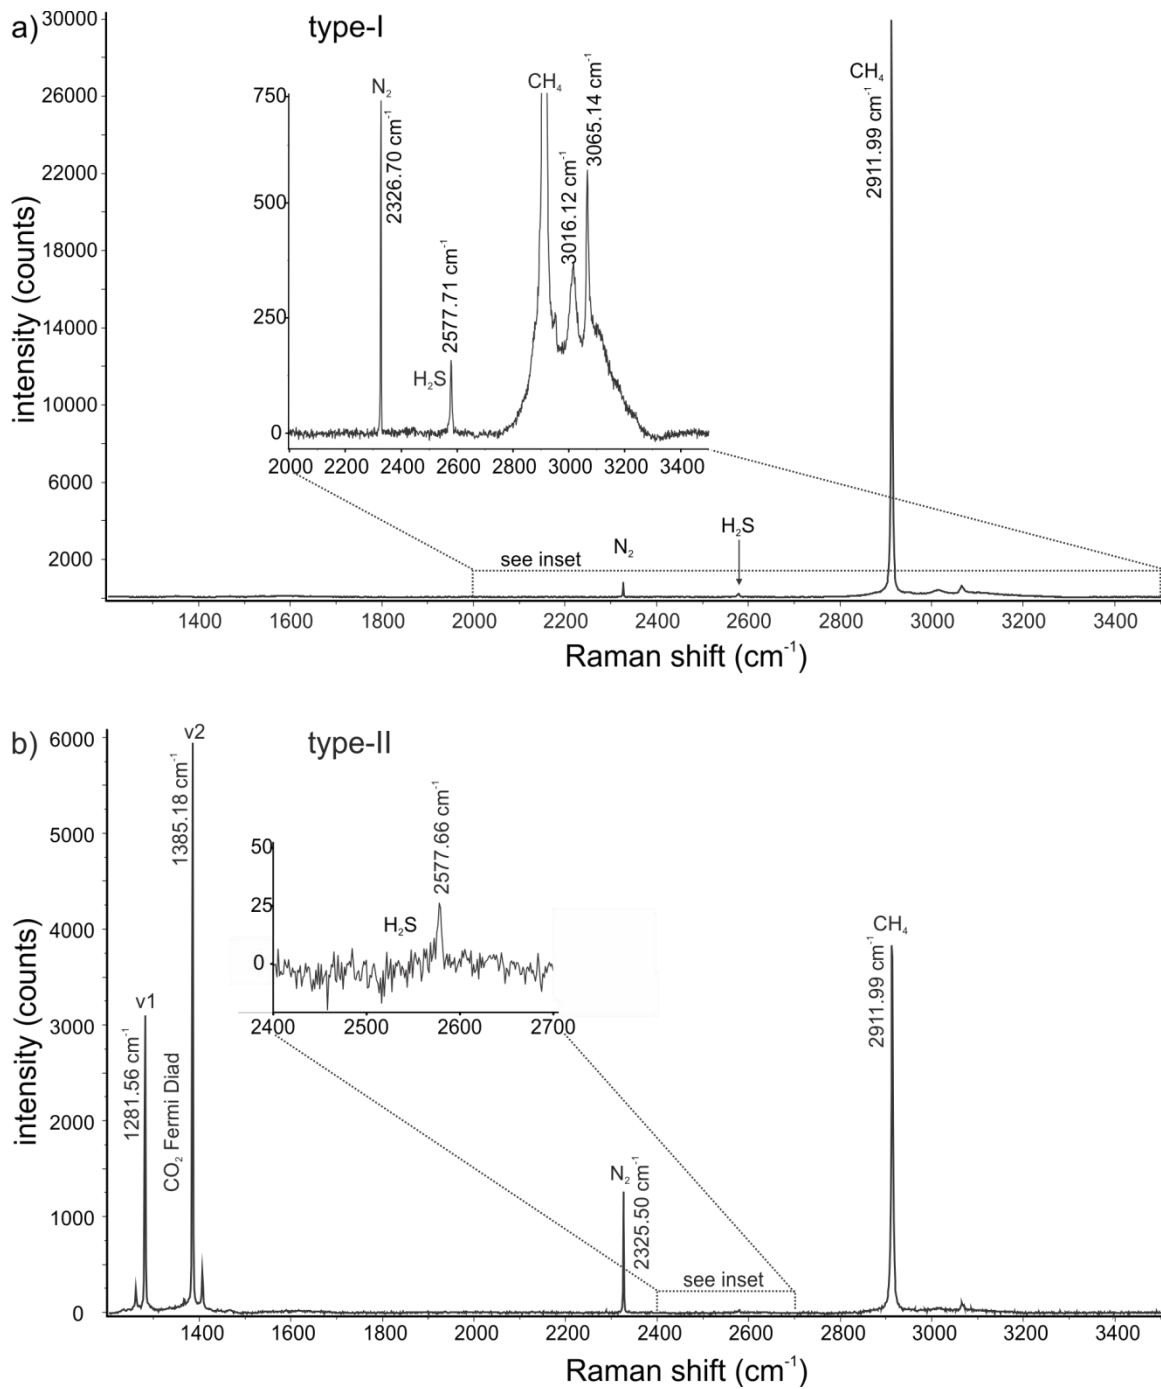 a)
type-I
30000
26000
22000
18000
14000
10000
6000
2000
intensity (counts)
750
500
250
0
N₂
2326.70 cm⁻¹
H₂S
2577.71 cm⁻¹
CH₄
3016.12 cm⁻¹
3065.14 cm⁻¹
2000 2200 2400 2600 2800 3000 3200 3400
CH₄
2911.99 cm⁻¹
see inset
N₂
H₂S
1400 1600 1800 2000 2200 2400 2600 2800 3000 3200 3400
Raman shift (cm⁻¹)
b)
type-II
6000
5000
4000
3000
2000
1000
0
intensity (counts)
v1
1281.56 cm⁻¹
CO₂ Fermi Diad
v2
1385.18 cm⁻¹
50
25
0
H₂S
2577.66 cm⁻¹
2400 2500 2600 2700
N₂
2325.50 cm⁻¹
see inset
CH₄
2911.99 cm⁻¹
1400 1600 1800 2000 2200 2400 2600 2800 3000 3200 3400
Raman shift (cm⁻¹)